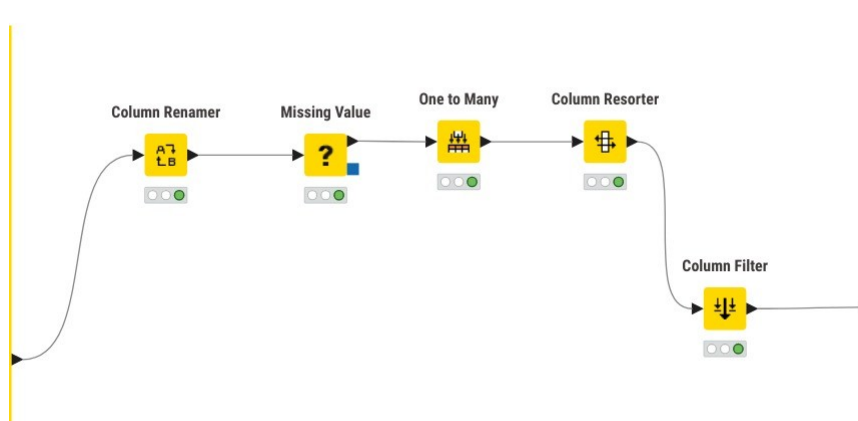 Column Renamer
Missing Value
One to Many
Column Resorter
A
B
?
Column Filter